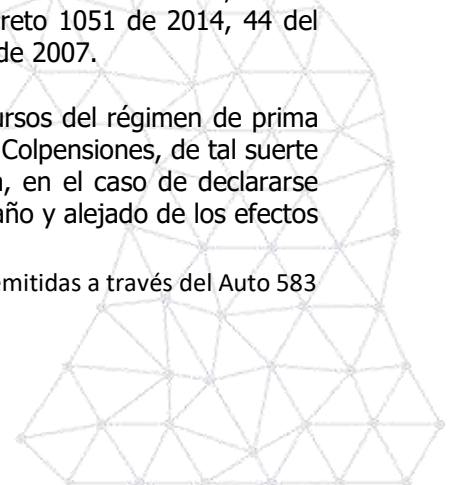 reto 1051 de 2014, 44 del
de 2007.
ursos del régimen de prima
Colpensiones, de tal suerte
, en el caso de declararse
año y alejado de los efectos
emitidas a través del Auto 583